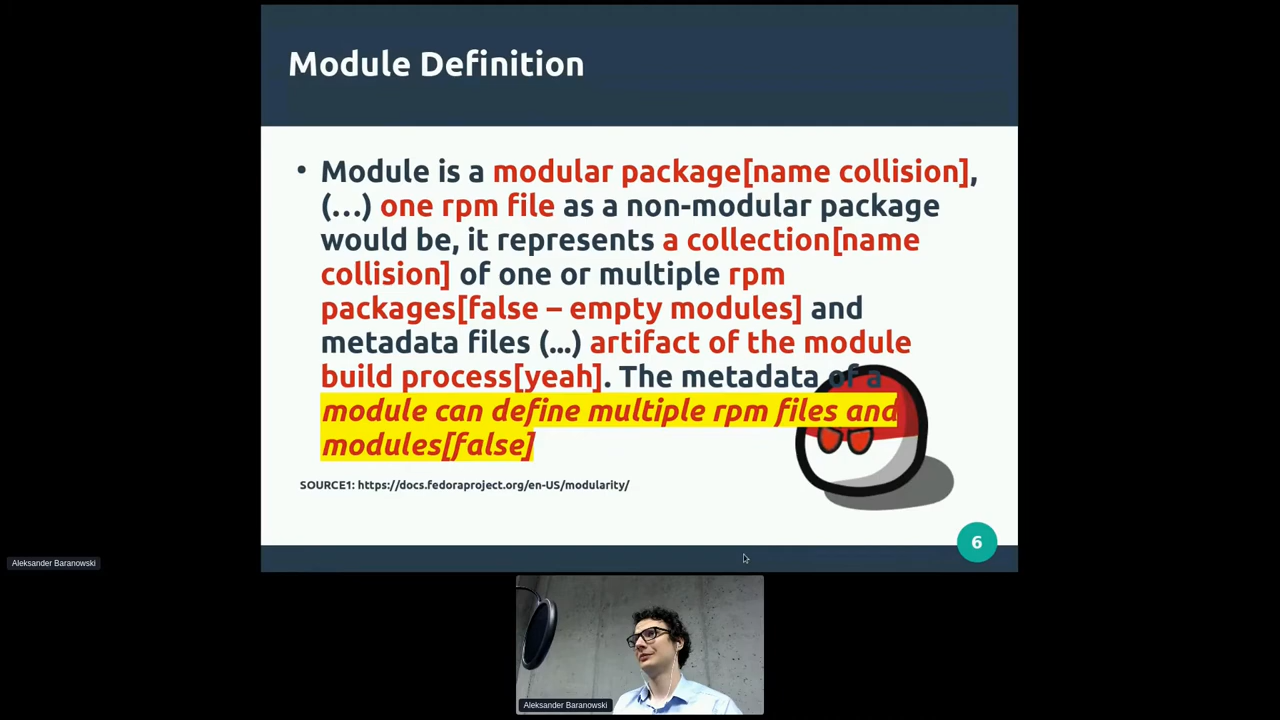 Module Definition
• Module is a modular package[name collision],
(...) one rpm file as a non-modular package
would be, it represents a collection[name
collision] of one or multiple rpm
packages[false – empty modules] and
metadata files (...) artifact of the module
build process[yeah]. The metadata of a
module can define multiple rpm files and
modules[false]
SOURCE1: https://docs.fedoraproject.org/en-US/modularity/
6
Aleksander Baranowski
Aleksander Baranowski